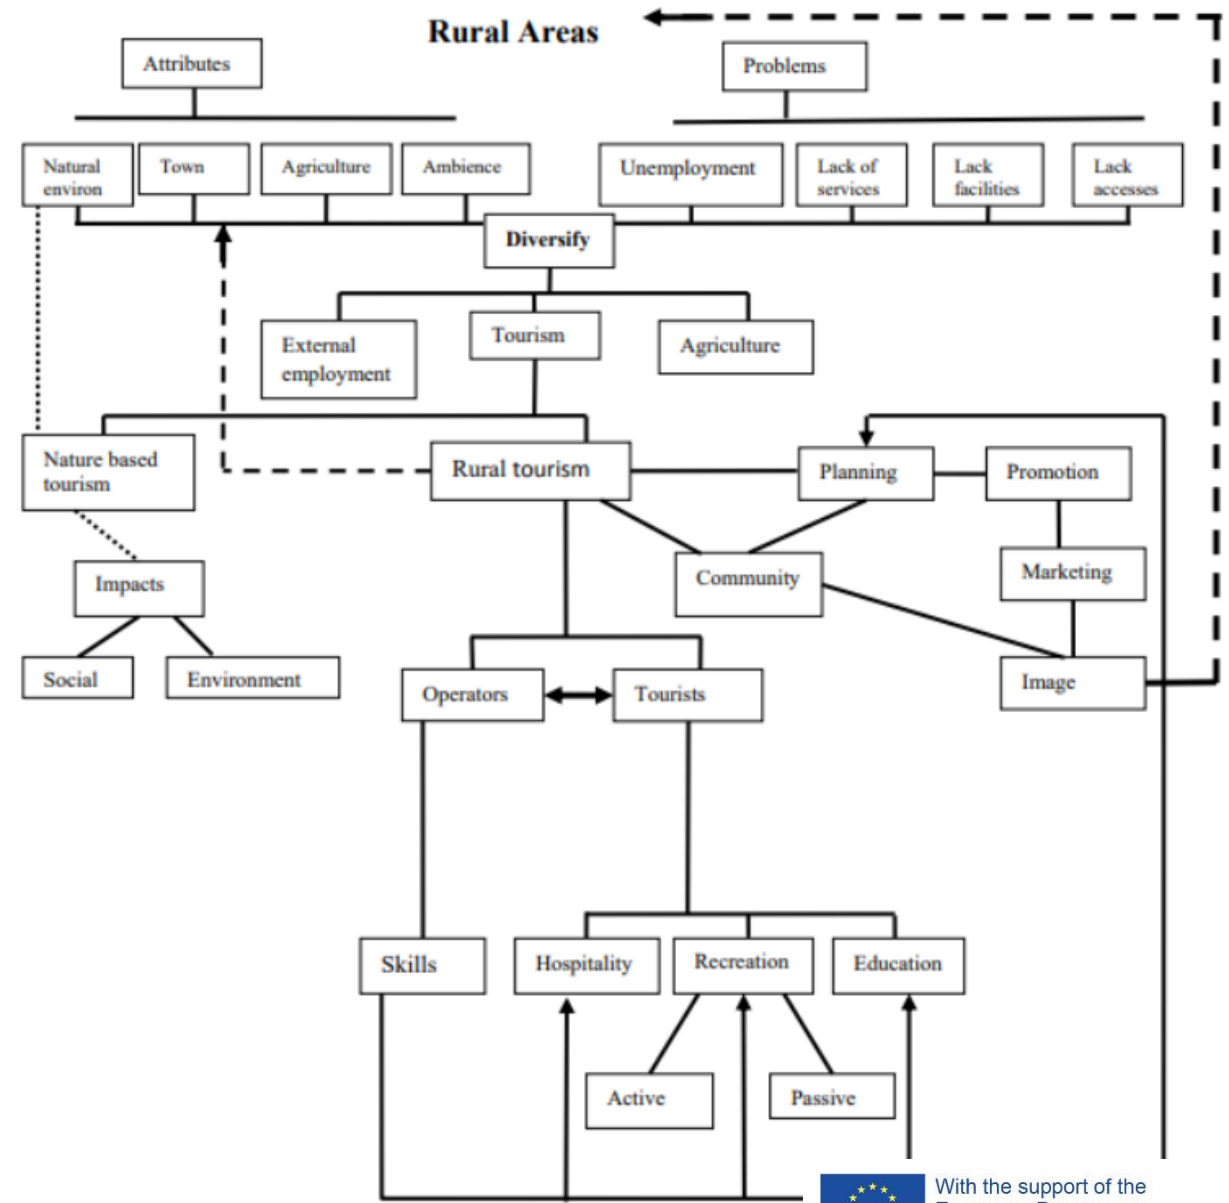 Rural Areas
Attributes
Problems
Natural
environ
Town
Agriculture
Ambience
Unemployment
Lack of
services
Lack
facilities
Lack
accesses
Diversify
External
employment
Tourism
Agriculture
Nature based
tourism
Rural tourism
Planning
Promotion
Impacts
Community
Marketing
Social
Environment
Operators
Tourists
Image
Skills
Hospitality
Recreation
Education
Active
Passive
With the support of the